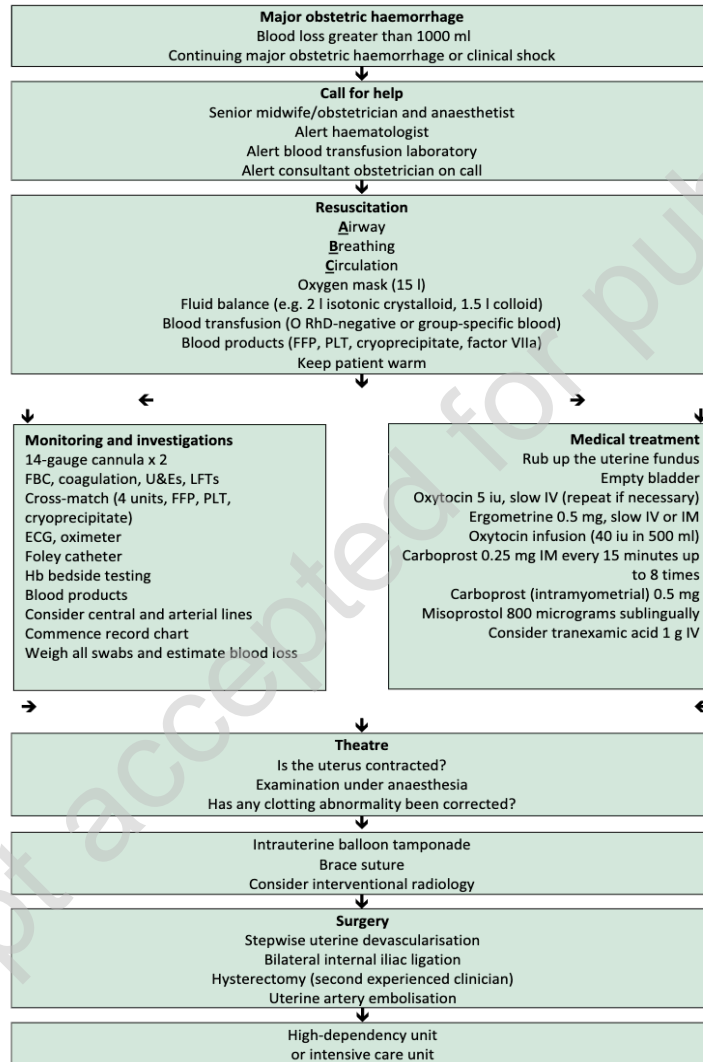 Major obstetric haemorrhage
Blood loss greater than 1000 ml
Continuing major obstetric haemorrhage or clinical shock
Call for help
Senior midwife/obstetrician and anaesthetist
Alert haematologist
Alert blood transfusion laboratory
Alert consultant obstetrician on call
Resuscitation
Airway
Breathing
Circulation
Oxygen mask (15 l)
Fluid balance (e.g. 2 l isotonic crystalloid, 1.5 l colloid)
Blood transfusion (O RhD-negative or group-specific blood)
Blood products (FFP, PLT, cryoprecipitate, factor VIIa)
Keep patient warm
Monitoring and investigations
14-gauge cannula x 2
FBC, coagulation, U&Es, LFTs
Cross-match (4 units, FFP, PLT,
cryoprecipitate)
ECG, oximeter
Foley catheter
Hb bedside testing
Blood products
Consider central and arterial lines
Commence record chart
Weigh all swabs and estimate blood loss
Medical treatment
Rub up the uterine fundus
Empty bladder
Oxytocin 5 iu, slow IV (repeat if necessary)
Ergometrine 0.5 mg, slow IV or IM
Oxytocin infusion (40 iu in 500 ml)
Carboprost 0.25 mg IM every 15 minutes up
to 8 times
Carboprost (intramyometrial) 0.5 mg
Misoprostol 800 micrograms sublingually
Consider tranexamic acid 1 g IV
Theatre
Is the uterus contracted?
Examination under anaesthesia
Has any clotting abnormality been corrected?
Intrauterine balloon tamponade
Brace suture
Consider interventional radiology
Surgery
Stepwise uterine devascularisation
Bilateral internal iliac ligation
Hysterectomy (second experienced clinician)
Uterine artery embolisation
High-dependency unit
or intensive care unit
pt accepted for pub